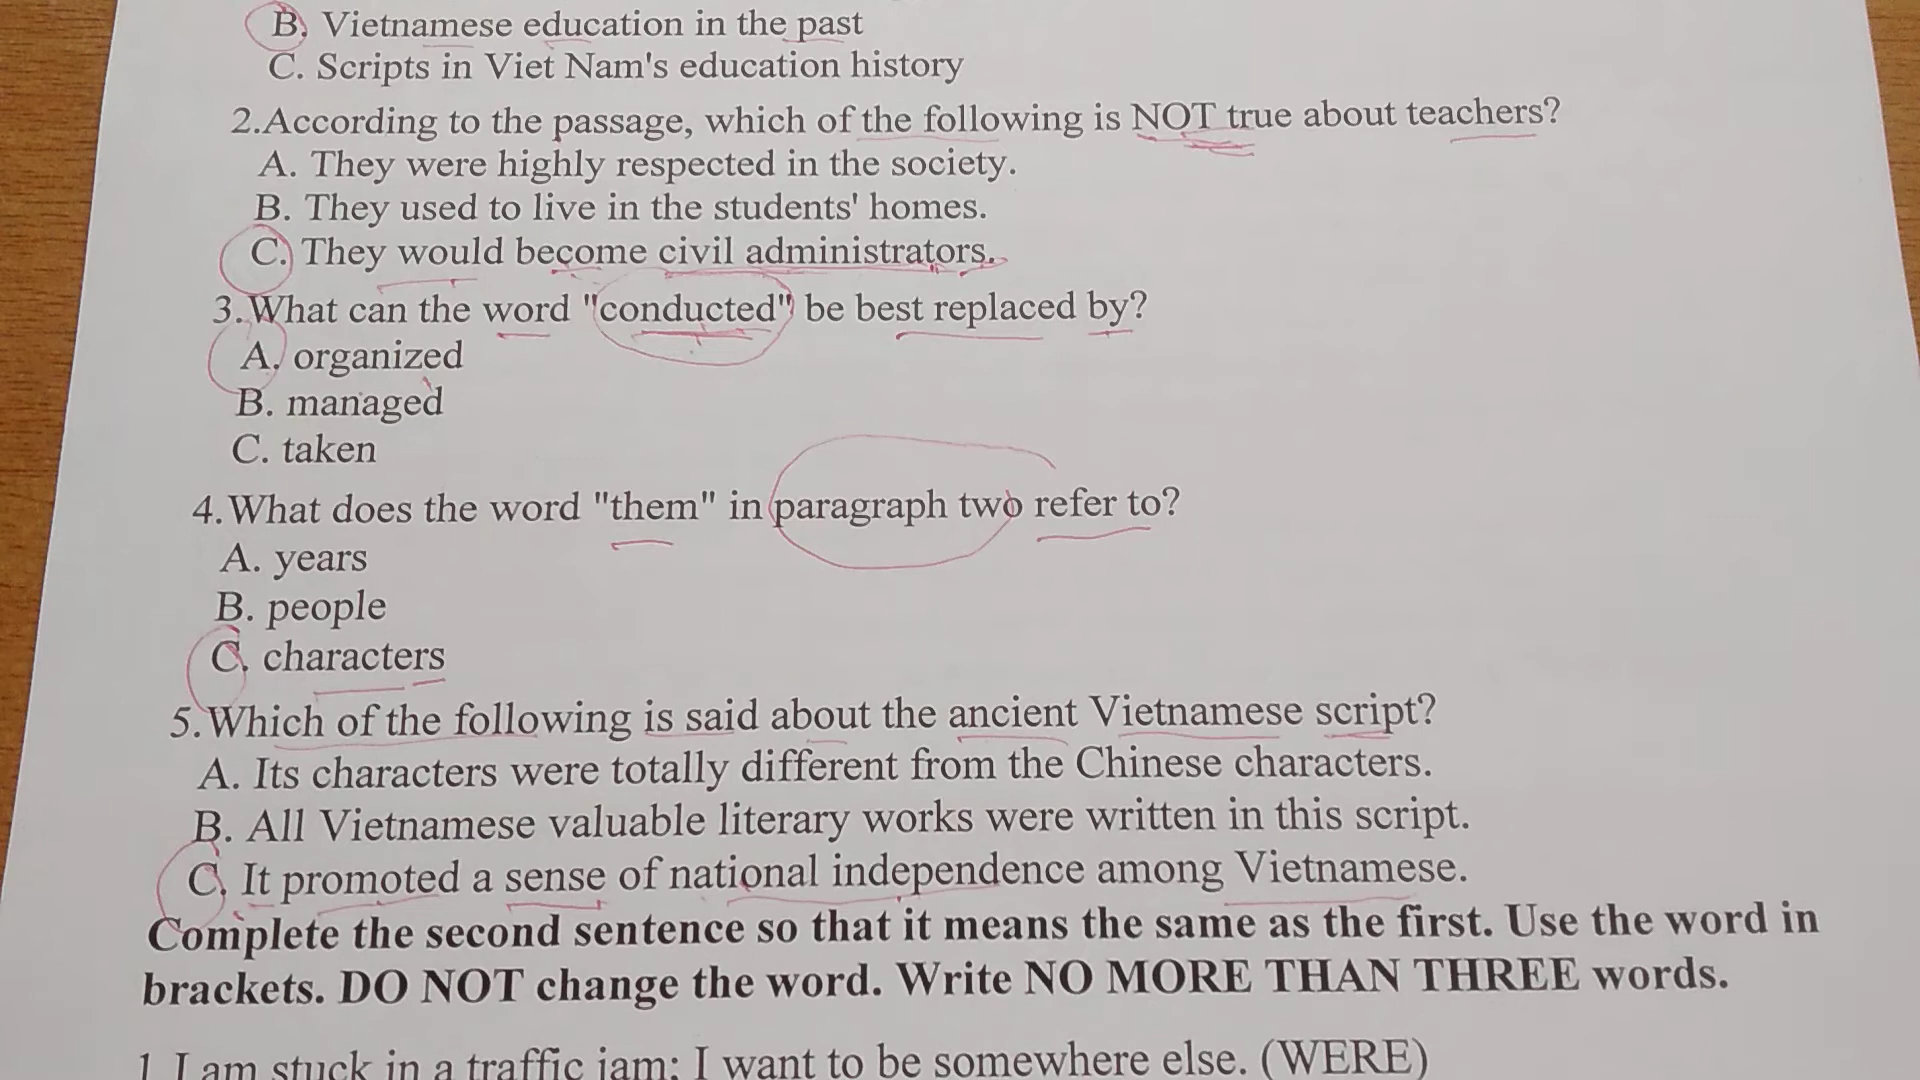 B. Vietnamese education in the past
C. Scripts in Viet Nam's education history
2.According to the passage, which of the following is NOT true about teachers?
A. They were highly respected in the society.
B. They used to live in the students' homes.
C. They would become civil administrators.
3.What can the word "conducted" be best replaced by?
A. organized
B. managed
C. taken
4.What does the word "them" in paragraph two refer to?
A. years
B. people
C. characters
5.Which of the following is said about the ancient Vietnamese script?
A. Its characters were totally different from the Chinese characters.
B. All Vietnamese valuable literary works were written in this script.
C. It promoted a sense of national independence among Vietnamese.
Complete the second sentence so that it means the same as the first. Use the word in
brackets. DO NOT change the word. Write NO MORE THAN THREE words.
1 I am stuck in a traffic jam; I want to be somewhere else. (WERE)